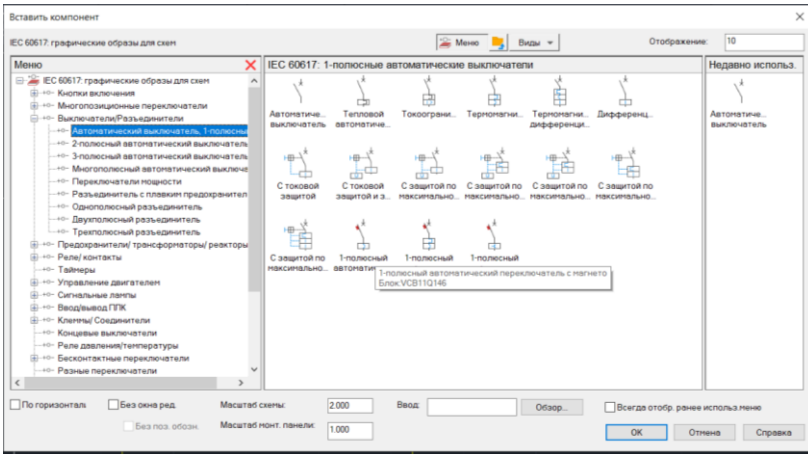 Вставить компонент
IEC 60617: графические образы для схем
Меню
Виды
Отображение:
10
Меню
IEC 60617: графические образы для схем
Кнопки включения
Многопозиционные переключатели
Выключатели/Разъединители
Автоматический выключатель, 1-полюсны
2-полюсный автоматический выключатель
3-полюсный автоматический выключатель
Многополюсный автоматический выключе
Переключатели мощности
Разъединитель с плавким предохранител
Однополюсный разъединитель
Двухполюсный разъединитель
Трехполюсный разъединитель
Предохранители/ трансформаторы/ реакторы
Реле/ контакты
Таймеры
Управление двигателем
Сигнальные лампы
Ввод/вывод ПЛК
Клеммы/ Соединители
Концевые выключатели
Реле давления/температуры
Бесконтактные переключатели
Разные переключатели
IEC 60617: 1-полюсные автоматические выключатели
Автоматиче... выключатель
Тепловой автоматиче...
Токоограни...
Термомагни...
Термомагни... дифференци...
Дифференц...
С токовой защитой
С токовой защитой и з...
С защитой по максимально...
С защитой по максимально...
С защитой по максимально...
С защитой по максимально...
С защитой по максимально...
1-полюсный автомати
1-полюсный
1-полюсный
1-полюсный автоматический переключатель с магнето
Блок:VCB11Q146
Недавно использ.
Автоматиче... выключатель
По горизонталь
Без окна ред.
Масштаб схемы:
2.000
Ввод:
Обзор...
Всегда отобр. ранее использ.меню
Без поз. обозн.
Масштаб монт. панели:
1.000
OK
Отмена
Справка